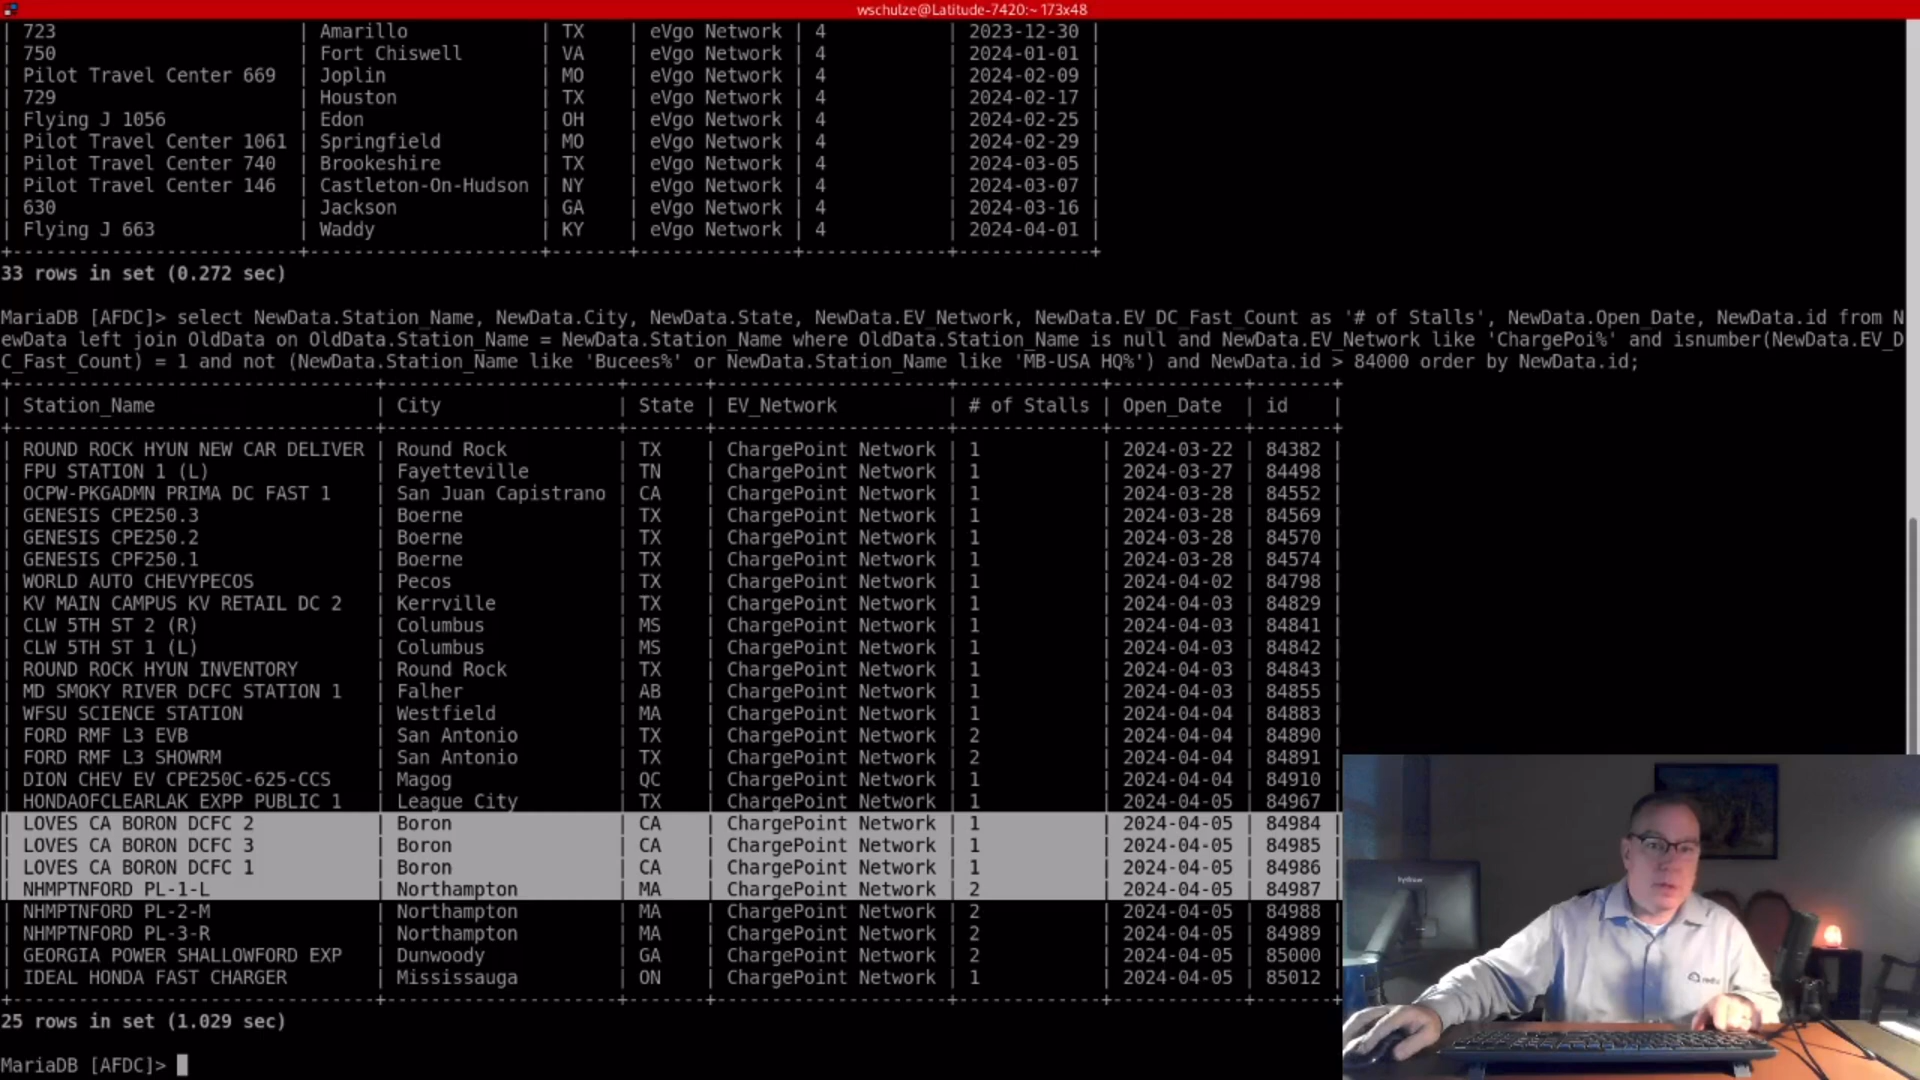 wschulze@Latitude-7420:~ 173x48
| 723 | Amarillo | TX | eVgo Network | 4 | 2023-12-30 |
| 750 | Fort Chiswell | VA | eVgo Network | 4 | 2024-01-01 |
| Pilot Travel Center 669 | Joplin | MO | eVgo Network | 4 | 2024-02-09 |
| 729 | Houston | TX | eVgo Network | 4 | 2024-02-17 |
| Flying J 1056 | Edon | OH | eVgo Network | 4 | 2024-02-25 |
| Pilot Travel Center 1061 | Springfield | MO | eVgo Network | 4 | 2024-02-29 |
| Pilot Travel Center 740 | Brookeshire | TX | eVgo Network | 4 | 2024-03-05 |
| Pilot Travel Center 146 | Castleton-On-Hudson | NY | eVgo Network | 4 | 2024-03-07 |
| 630 | Jackson | GA | eVgo Network | 4 | 2024-03-16 |
| Flying J 663 | Waddy | KY | eVgo Network | 4 | 2024-04-01 |
33 rows in set (0.272 sec)
MariaDB [AFDC]> select NewData.Station_Name, NewData.City, NewData.State, NewData.EV_Network, NewData.EV_DC_Fast_Count as '# of Stalls', NewData.Open_Date, NewData.id from N
ewData left join OldData on OldData.Station_Name = NewData.Station_Name where OldData.Station_Name is null and NewData.EV_Network like 'ChargePoi%' and isnumber(NewData.EV_D
C_Fast_Count) = 1 and not (NewData.Station_Name like 'Bucees%' or NewData.Station_Name like 'MB-USA HQ%') and NewData.id > 84000 order by NewData.id;
| Station_Name | City | State | EV_Network | # of Stalls | Open_Date | id |
| ROUND ROCK HYUN NEW CAR DELIVER | Round Rock | TX | ChargePoint Network | 1 | 2024-03-22 | 84382 |
| FPU STATION 1 (L) | Fayetteville | TN | ChargePoint Network | 1 | 2024-03-27 | 84498 |
| OCPW-PKGADMN PRIMA DC FAST 1 | San Juan Capistrano | CA | ChargePoint Network | 1 | 2024-03-28 | 84552 |
| GENESIS CPE250.3 | Boerne | TX | ChargePoint Network | 1 | 2024-03-28 | 84569 |
| GENESIS CPE250.2 | Boerne | TX | ChargePoint Network | 1 | 2024-03-28 | 84570 |
| GENESIS CPF250.1 | Boerne | TX | ChargePoint Network | 1 | 2024-03-28 | 84574 |
| WORLD AUTO CHEVYPECOS | Pecos | TX | ChargePoint Network | 1 | 2024-04-02 | 84798 |
| KV MAIN CAMPUS KV RETAIL DC 2 | Kerrville | TX | ChargePoint Network | 1 | 2024-04-03 | 84829 |
| CLW 5TH ST 2 (R) | Columbus | MS | ChargePoint Network | 1 | 2024-04-03 | 84841 |
| CLW 5TH ST 1 (L) | Columbus | MS | ChargePoint Network | 1 | 2024-04-03 | 84842 |
| ROUND ROCK HYUN INVENTORY | Round Rock | TX | ChargePoint Network | 1 | 2024-04-03 | 84843 |
| MD SMOKY RIVER DCFC STATION 1 | Falher | AB | ChargePoint Network | 1 | 2024-04-03 | 84855 |
| WFSU SCIENCE STATION | Westfield | MA | ChargePoint Network | 1 | 2024-04-04 | 84883 |
| FORD RMF L3 EVB | San Antonio | TX | ChargePoint Network | 2 | 2024-04-04 | 84890 |
| FORD RMF L3 SHOWRM | San Antonio | TX | ChargePoint Network | 2 | 2024-04-04 | 84891 |
| DION CHEV EV CPE250C-625-CCS | Magog | QC | ChargePoint Network | 1 | 2024-04-04 | 84910 |
| HONDAOFCLEARLAK EXPP PUBLIC 1 | League City | TX | ChargePoint Network | 1 | 2024-04-05 | 84967 |
| LOVES CA BORON DCFC 2 | Boron | CA | ChargePoint Network | 1 | 2024-04-05 | 84984 |
| LOVES CA BORON DCFC 3 | Boron | CA | ChargePoint Network | 1 | 2024-04-05 | 84985 |
| LOVES CA BORON DCFC 1 | Boron | CA | ChargePoint Network | 1 | 2024-04-05 | 84986 |
| NHMPTNFORD PL-1-L | Northampton | MA | ChargePoint Network | 2 | 2024-04-05 | 84987 |
| NHMPTNFORD PL-2-M | Northampton | MA | ChargePoint Network | 2 | 2024-04-05 | 84988 |
| NHMPTNFORD PL-3-R | Northampton | MA | ChargePoint Network | 2 | 2024-04-05 | 84989 |
| GEORGIA POWER SHALLOWFORD EXP | Dunwoody | GA | ChargePoint Network | 2 | 2024-04-05 | 85000 |
| IDEAL HONDA FAST CHARGER | Mississauga | ON | ChargePoint Network | 1 | 2024-04-05 | 85012 |
25 rows in set (1.029 sec)
MariaDB [AFDC]>